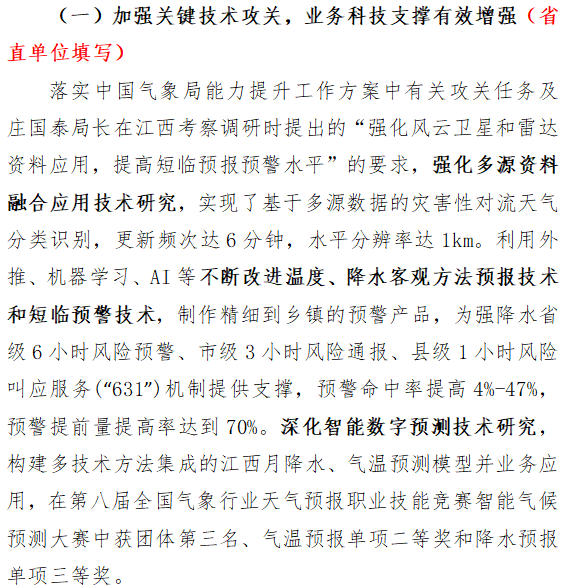 （一）加强关键技术攻关，业务科技支撑有效增强（省
直单位填写）
落实中国气象局能力提升工作方案中有关攻关任务及
庄国泰局长在江西考察调研时提出的“强化风云卫星和雷达
资料应用，提高短临预报预警水平”的要求，强化多源资料
融合应用技术研究，实现了基于多源数据的灾害性对流天气
分类识别，更新频次达 6 分钟，水平分辨率达 1km。利用外
推、机器学习、AI 等不断改进温度、降水客观方法预报技术
和短临预警技术，制作精细到乡镇的预警产品，为强降水省
级 6 小时风险预警、市级 3 小时风险通报、县级 1 小时风险
叫应服务(“631”)机制提供支撑，预警命中率提高 4%-47%，
预警提前量提高率达到 70%。深化智能数字预测技术研究，
构建多技术方法集成的江西月降水、气温预测模型并业务应
用，在第八届全国气象行业天气预报职业技能竞赛智能气候
预测大赛中获团体第三名、气温预报单项二等奖和降水预报
单项三等奖。